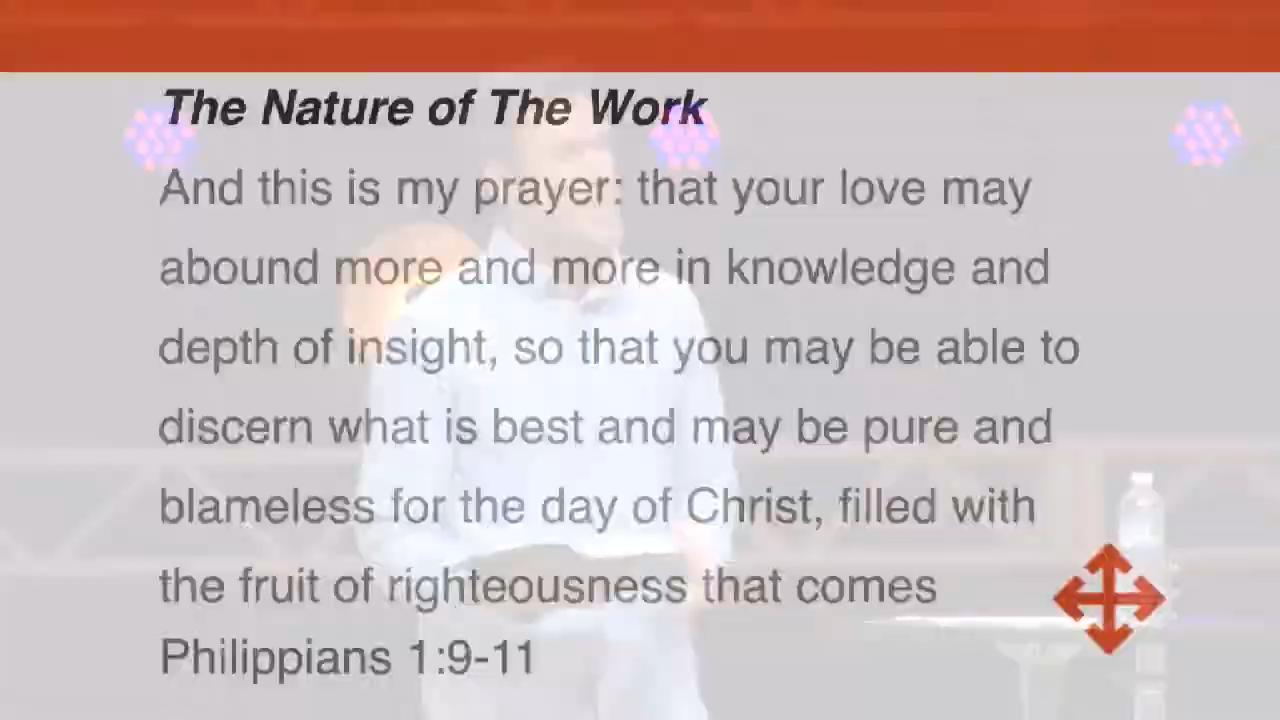 The Nature of The Work
And this is my prayer: that your love may
abound more and more in knowledge and
depth of insight, so that you may be able to
discern what is best and may be pure and
blameless for the day of Christ, filled with
the fruit of righteousness that comes
Philippians 1:9-11